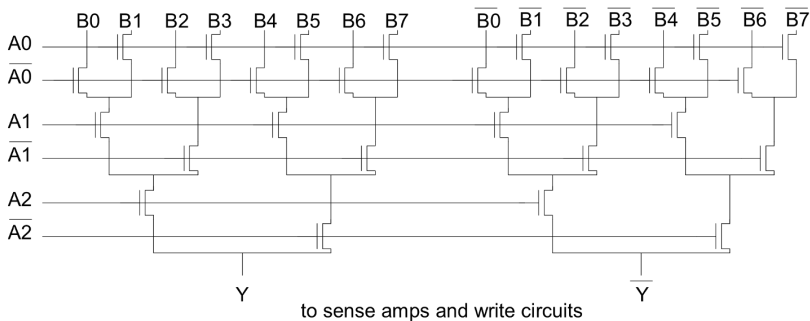 B0 B1 B2 B3 B4 B5 B6 B7 B̅0̅ B̅1̅ B̅2̅ B̅3̅ B̅4̅ B̅5̅ B̅6̅ B̅7̅
A0
A̅0̅
A1
A̅1̅
A2
A̅2̅
Y Y̅
to sense amps and write circuits